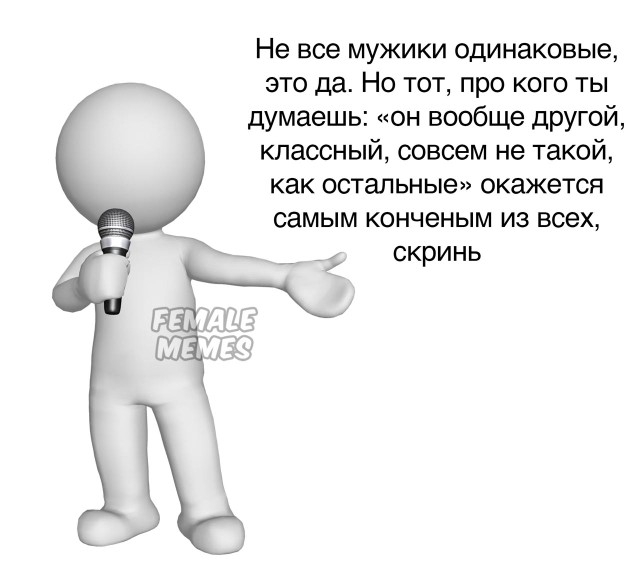 Не все мужики одинаковые,
это да. Но тот, про кого ты
думаешь: «он вообще другой,
классный, совсем не такой,
как остальные» окажется
самым конченым из всех,
скринь
FEMALE
MEMES